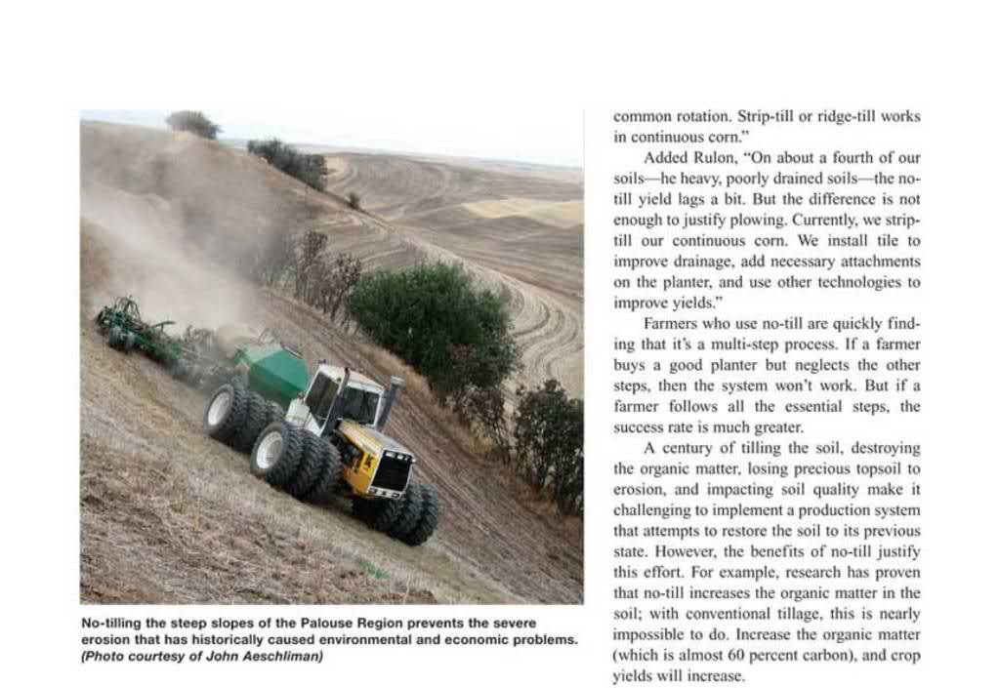 common rotation. Strip-till or ridge-till works
in continuous corn.”
Added Rulon, “On about a fourth of our
soils—he heavy, poorly drained soils—the no-
till yield lags a bit. But the difference is not
enough to justify plowing. Currently, we strip-
till our continuous corn. We install tile to
improve drainage, add necessary attachments
on the planter, and use other technologies to
improve yields.”
Farmers who use no-till are quickly find-
ing that it’s a multi-step process. If a farmer
buys a good planter but neglects the other
steps, then the system won’t work. But if a
farmer follows all the essential steps, the
success rate is much greater.
A century of tilling the soil, destroying
the organic matter, losing precious topsoil to
erosion, and impacting soil quality make it
challenging to implement a production system
that attempts to restore the soil to its previous
state. However, the benefits of no-till justify
this effort. For example, research has proven
that no-till increases the organic matter in the
soil; with conventional tillage, this is nearly
impossible to do. Increase the organic matter
(which is almost 60 percent carbon), and crop
yields will increase.
No-tilling the steep slopes of the Palouse Region prevents the severe
erosion that has historically caused environmental and economic problems.
(Photo courtesy of John Aeschliman)